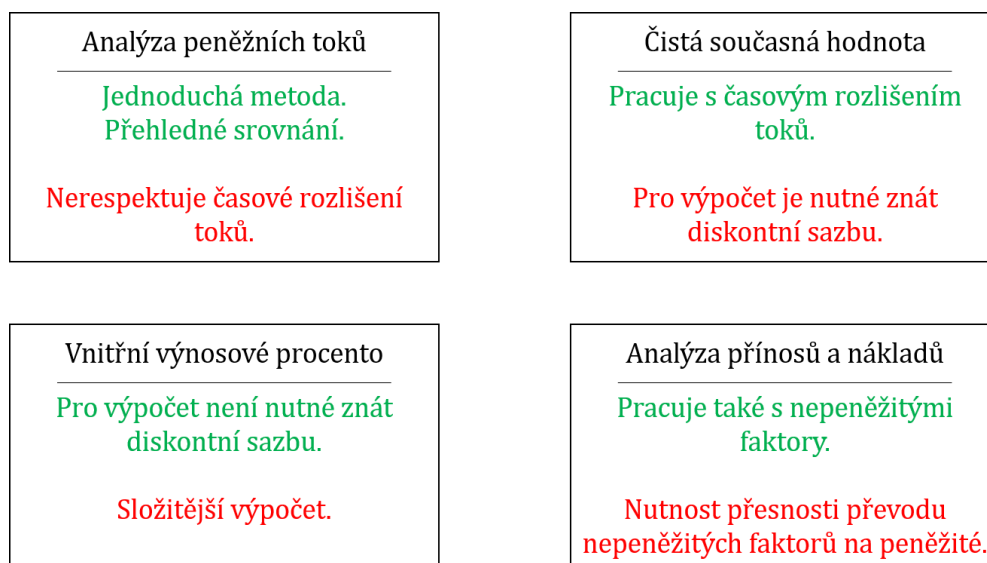 Analýza peněžních toků
Jednoduchá metoda.
Přehledné srovnání.
Nerespektuje časové rozlišení
toků.
Čistá současná hodnota
Pracuje s časovým rozlišením
toků.
Pro výpočet je nutné znát
diskontní sazbu.
Vnitřní výnosové procento
Pro výpočet není nutné znát
diskontní sazbu.
Složitější výpočet.
Analýza přínosů a nákladů
Pracuje také s nepeněžitými
faktory.
Nutnost přesnosti převodu
nepeněžitých faktorů na peněžité.